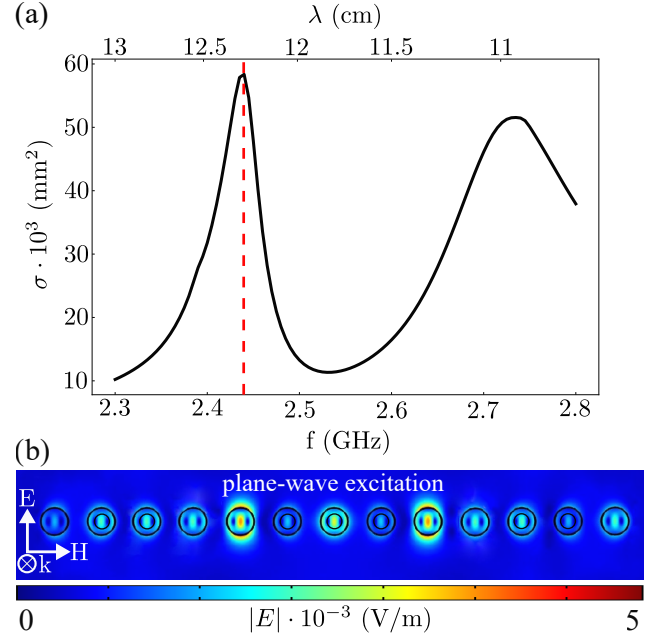 (a)
λ (cm)
13 12.5 12 11.5 11
60
50
40
30
20
10
σ · 10³ (mm²)
2.3 2.4 2.5 2.6 2.7 2.8
f (GHz)
(b)
plane-wave excitation
E
H
k
0 |E| · 10⁻³ (V/m) 5